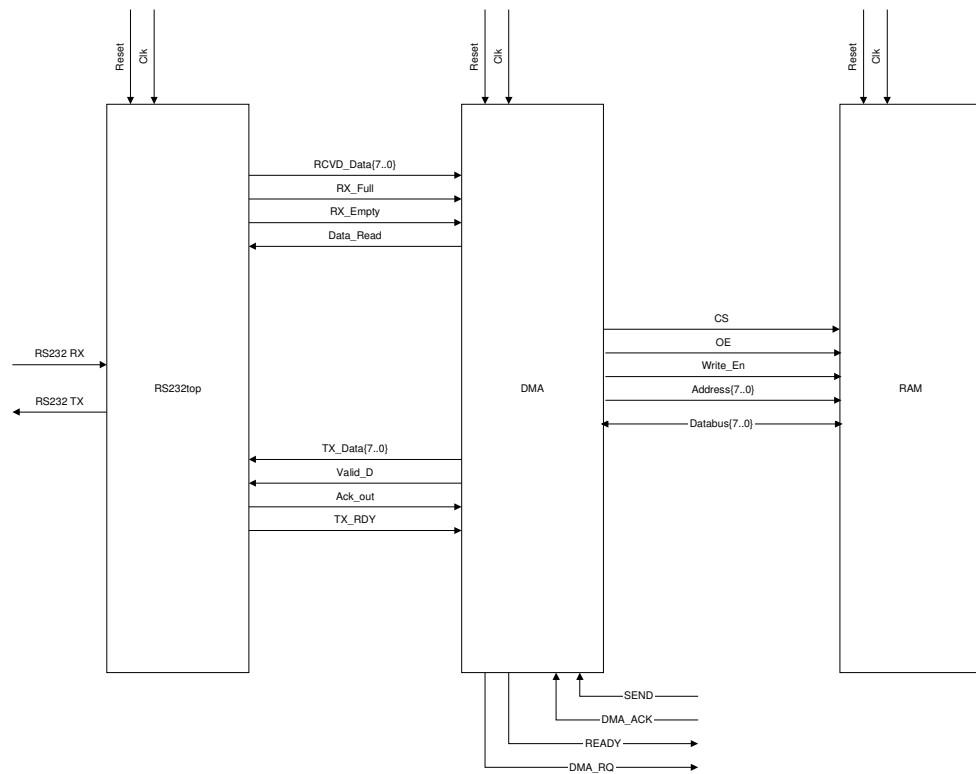 Reset
Clk
Reset
Clk
Reset
Clk
RCVD_Data{7..0}
RX_Full
RX_Empty
Data_Read
CS
OE
RS232 RX
Write_En
RS232top
DMA
Address{7..0}
RAM
RS232 TX
Databus{7..0}
TX_Data{7..0}
Valid_D
Ack_out
TX_RDY
SEND
DMA_ACK
READY
DMA_RQ